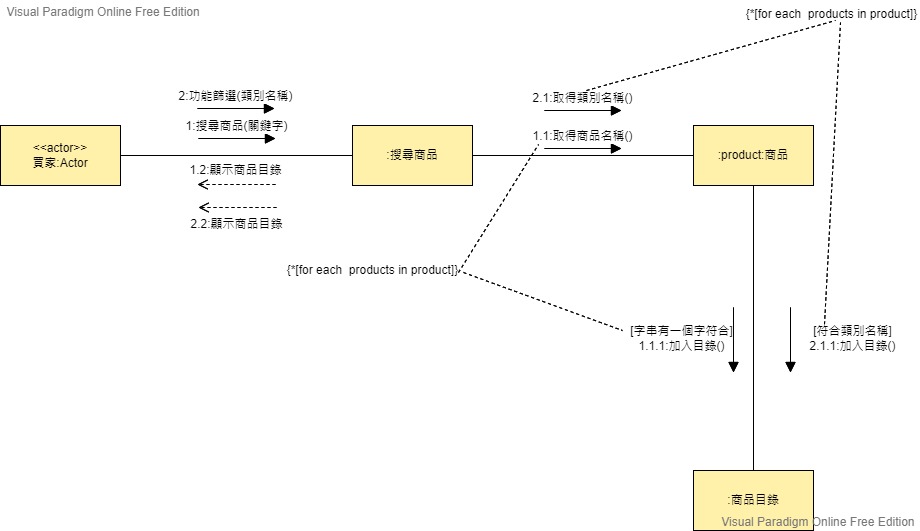 Visual Paradigm Online Free Edition
{*[for each  products in product]}
2:功能篩選(類別名稱)
2.1:取得類別名稱()
1:搜尋商品(關鍵字)
1.1:取得商品名稱()
<<actor>>
買家:Actor
:搜尋商品
:product:商品
1.2:顯示商品目錄
2.2:顯示商品目錄
{*[for each  products in product]}
[字串有一個字符合]
1.1.1:加入目錄()
[符合類別名稱]
2.1.1:加入目錄()
:商品目錄
Visual Paradigm Online Free Edition